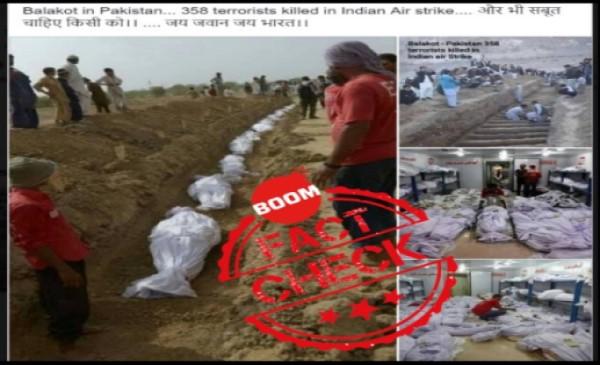 Balakot in Pakistan... 358 terrorists killed in Indian Air strike.... और भी सबूत
चाहिए किसी को।। .... जय जवान जय भारत।।
Balakot - Pakistan 358
terrorists killed in
Indian air Strike
BOOM
FACT
CHECK